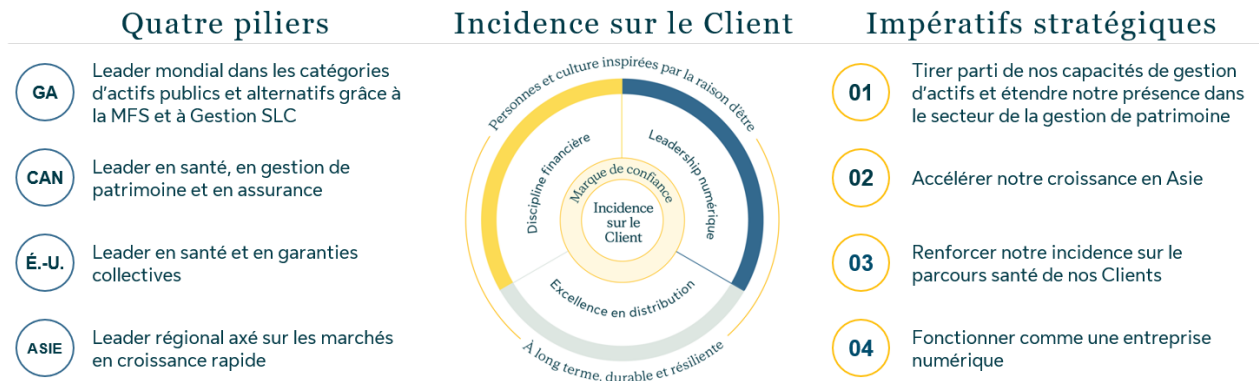 Quatre piliers
GA
Leader mondial dans les catégories
d'actifs publics et alternatifs grâce à
la MFS et à Gestion SLC
CAN
Leader en santé, en gestion de
patrimoine et en assurance
É.-U.
Leader en santé et en garanties
collectives
ASIE
Leader régional axé sur les marchés
en croissance rapide
Incidence sur le Client
Personnes et culture inspirées par la raison d'être
Discipline financière
Leadership numérique
Marque de confiance
Incidence
sur le
Client
Excellence en distribution
À long terme, durable et résiliente
Impératifs stratégiques
01
Tirer parti de nos capacités de gestion
d'actifs et étendre notre présence dans
le secteur de la gestion de patrimoine
02
Accélérer notre croissance en Asie
03
Renforcer notre incidence sur le
parcours santé de nos Clients
04
Fonctionner comme une entreprise
numérique